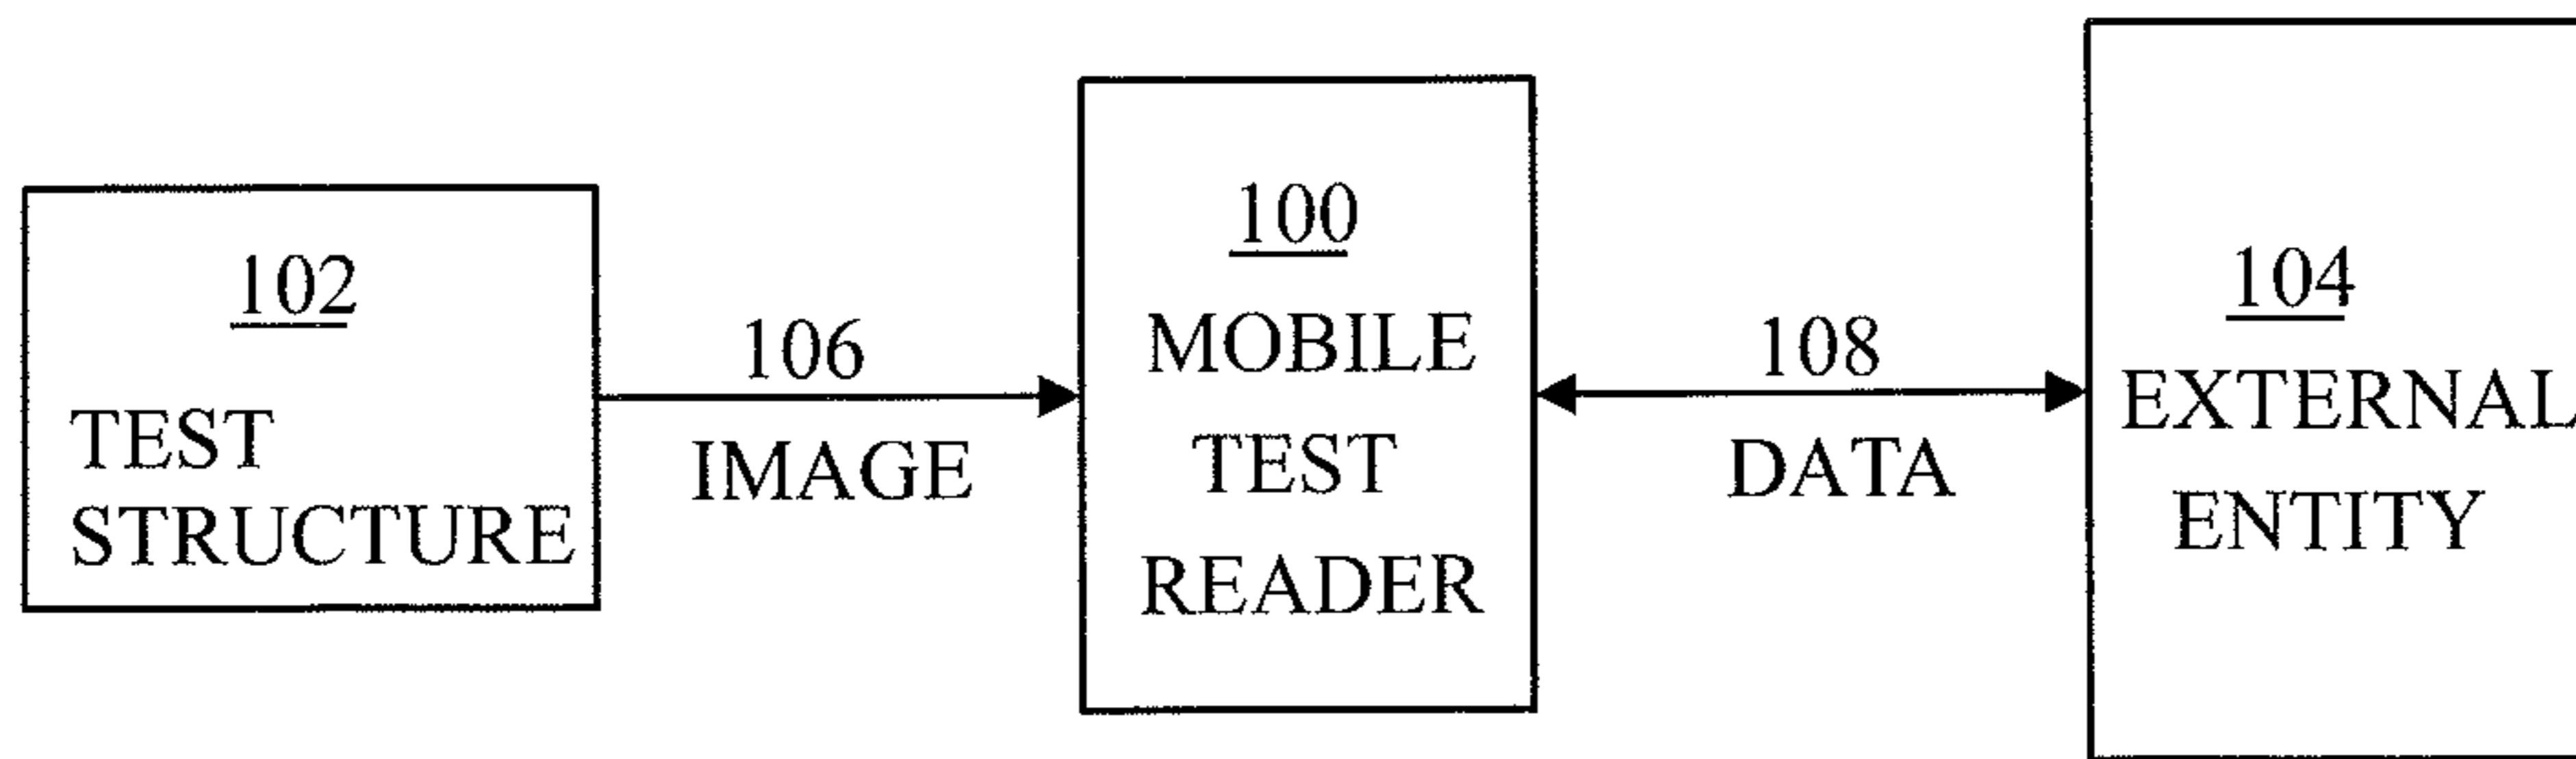 102
TEST
STRUCTURE
106
IMAGE
100
MOBILE
TEST
READER
108
DATA
104
EXTERNAL
ENTITY